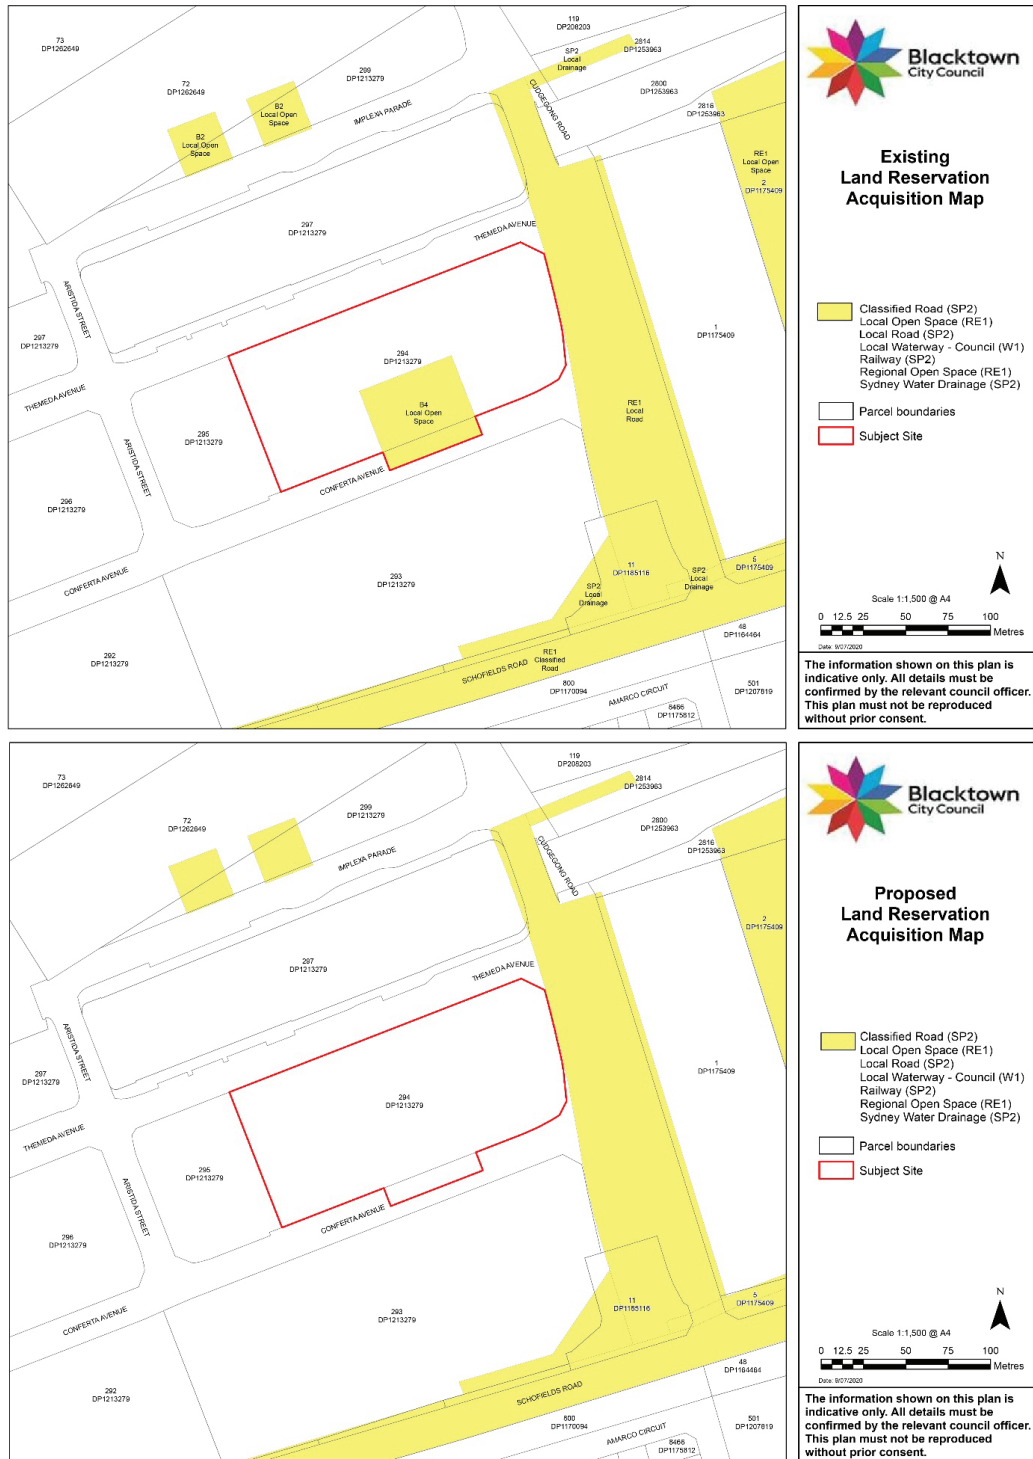 73
DP1262649
72
DP1262649
299
DP1213279
119
DP208203
2814
DP1253963
SP2
Local
Drainage
2800
DP1253963
2816
DP1253963
CUDGEGONG ROAD
B2
Local Open
Space
B2
Local Open
Space
IMPLEXA PARADE
RE1
Local Open
Space
2
DP1175409
297
DP1213279
THEMEDA AVENUE
ARISTIDA STREET
297
DP1213279
1
DP1175409
294
DP1213279
THEMEDA AVENUE
B4
Local Open
Space
RE1
Local
Road
295
DP1213279
ARISTIDA STREET
CONFERTA AVENUE
296
DP1213279
CONFERTA AVENUE
293
DP1213279
11
DP1185116
SP2
Local
Drainage
SP2
Local
Drainage
5
DP1175409
48
DP1164464
292
DP1213279
SCHOFIELDS ROAD
RE1
Classified
Road
800
DP1170094
AMARCO CIRCUIT
8466
DP1175812
501
DP1207819
Blacktown
City Council
Existing
Land Reservation
Acquisition Map
Classified Road (SP2)
Local Open Space (RE1)
Local Road (SP2)
Local Waterway - Council (W1)
Railway (SP2)
Regional Open Space (RE1)
Sydney Water Drainage (SP2)
Parcel boundaries
Subject Site
N
Scale 1:1,500 @ A4
0 12.5 25 50 75 100
Metres
Date: 9/07/2020
The information shown on this plan is
indicative only. All details must be
confirmed by the relevant council officer.
This plan must not be reproduced
without prior consent.
73
DP1262649
72
DP1262649
299
DP1213279
119
DP208203
2814
DP1253963
2800
DP1253963
2816
DP1253963
CUDGEGONG ROAD
IMPLEXA PARADE
2
DP1175409
297
DP1213279
THEMEDA AVENUE
ARISTIDA STREET
297
DP1213279
1
DP1175409
294
DP1213279
THEMEDA AVENUE
295
DP1213279
ARISTIDA STREET
CONFERTA AVENUE
296
DP1213279
CONFERTA AVENUE
293
DP1213279
11
DP1185116
5
DP1175409
48
DP1164464
292
DP1213279
SCHOFIELDS ROAD
800
DP1170094
AMARCO CIRCUIT
8466
DP1175812
501
DP1207819
Blacktown
City Council
Proposed
Land Reservation
Acquisition Map
Classified Road (SP2)
Local Open Space (RE1)
Local Road (SP2)
Local Waterway - Council (W1)
Railway (SP2)
Regional Open Space (RE1)
Sydney Water Drainage (SP2)
Parcel boundaries
Subject Site
N
Scale 1:1,500 @ A4
0 12.5 25 50 75 100
Metres
Date: 9/07/2020
The information shown on this plan is
indicative only. All details must be
confirmed by the relevant council officer.
This plan must not be reproduced
without prior consent.